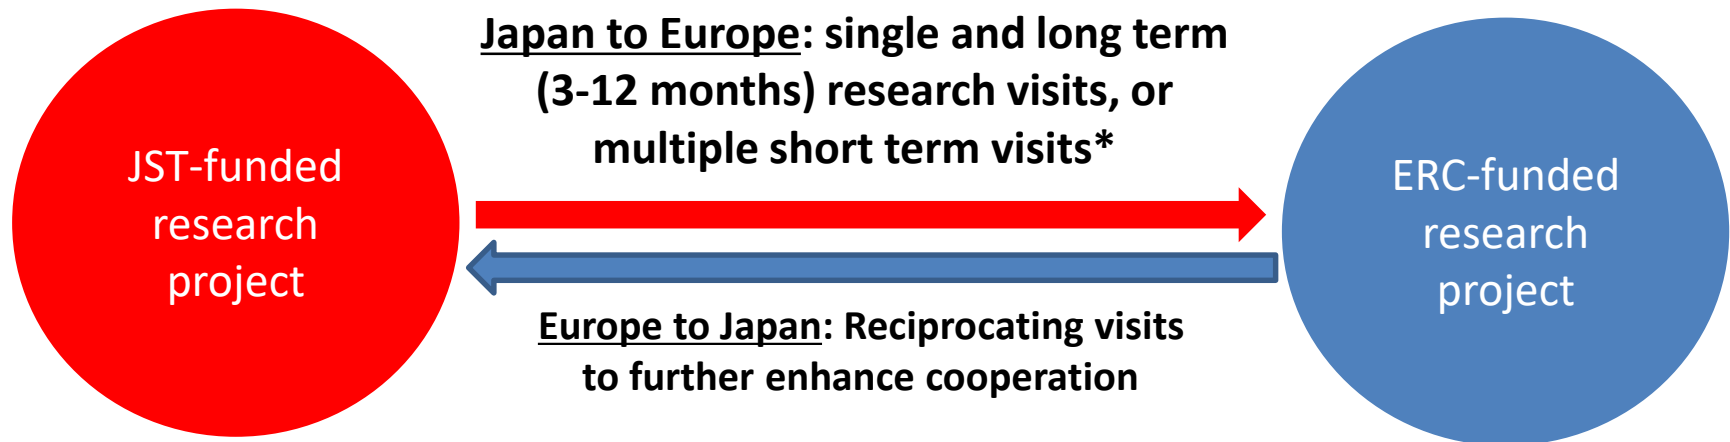 JST-funded
research
project
Japan to Europe: single and long term
(3-12 months) research visits, or
multiple short term visits*
Europe to Japan: Reciprocating visits
to further enhance cooperation
ERC-funded
research
project